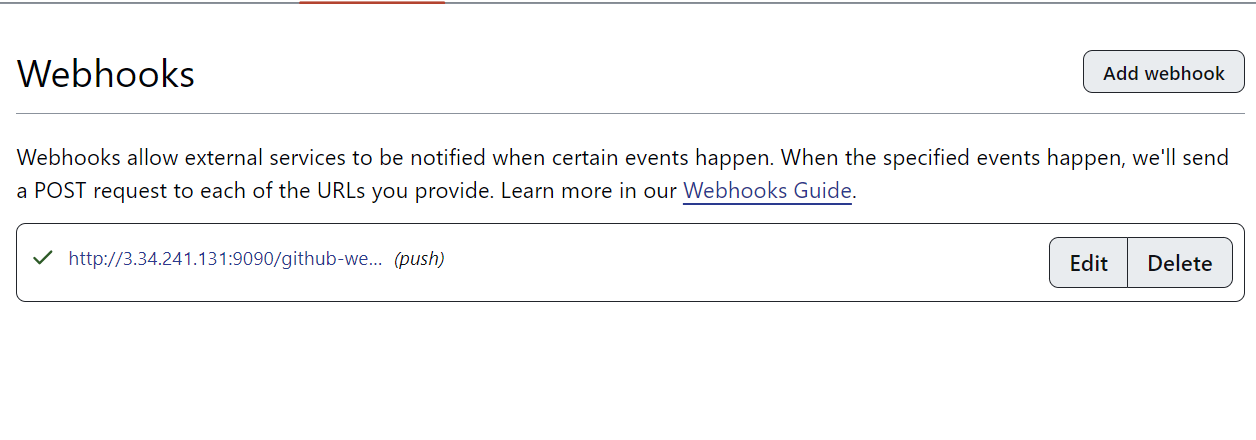 Webhooks
Add webhook
Webhooks allow external services to be notified when certain events happen. When the specified events happen, we'll send
a POST request to each of the URLs you provide. Learn more in our Webhooks Guide.
http://3.34.241.131:9090/github-we... (push)
Edit
Delete